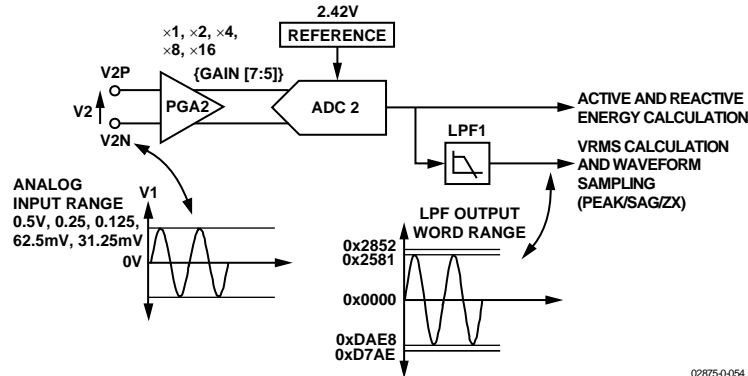 2.42V
REFERENCE
×1, ×2, ×4,
×8, ×16
{GAIN [7:5]}
V2P
V2
V2N
PGA2
ADC 2
ACTIVE AND REACTIVE
ENERGY CALCULATION
LPF1
VRMS CALCULATION
AND WAVEFORM
SAMPLING
(PEAK/SAG/ZX)
ANALOG
INPUT RANGE
0.5V, 0.25, 0.125,
62.5mV, 31.25mV
V1
0V
LPF OUTPUT
WORD RANGE
0x2852
0x2581
0x0000
0xDAE8
0xD7AE
02875-0-054